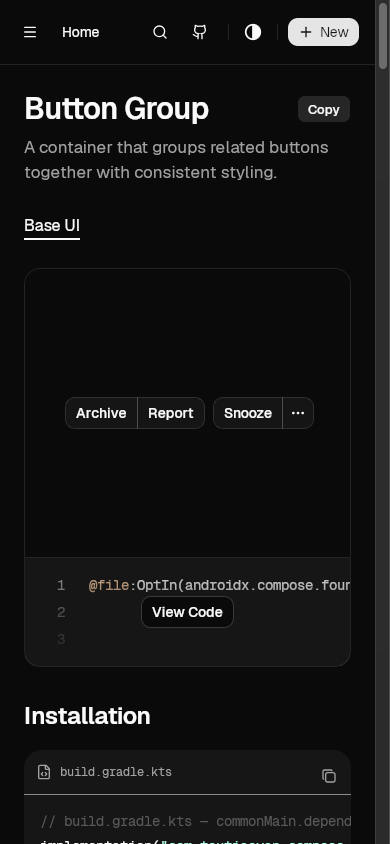 Home
New
Button Group
Copy
A container that groups related buttons
together with consistent styling.
Base UI
Archive
Report
Snooze
1 @file:OptIn(androidx.compose.foun
2
View Code
3
Installation
build.gradle.kts
// build.gradle.kts — commonMain.depend